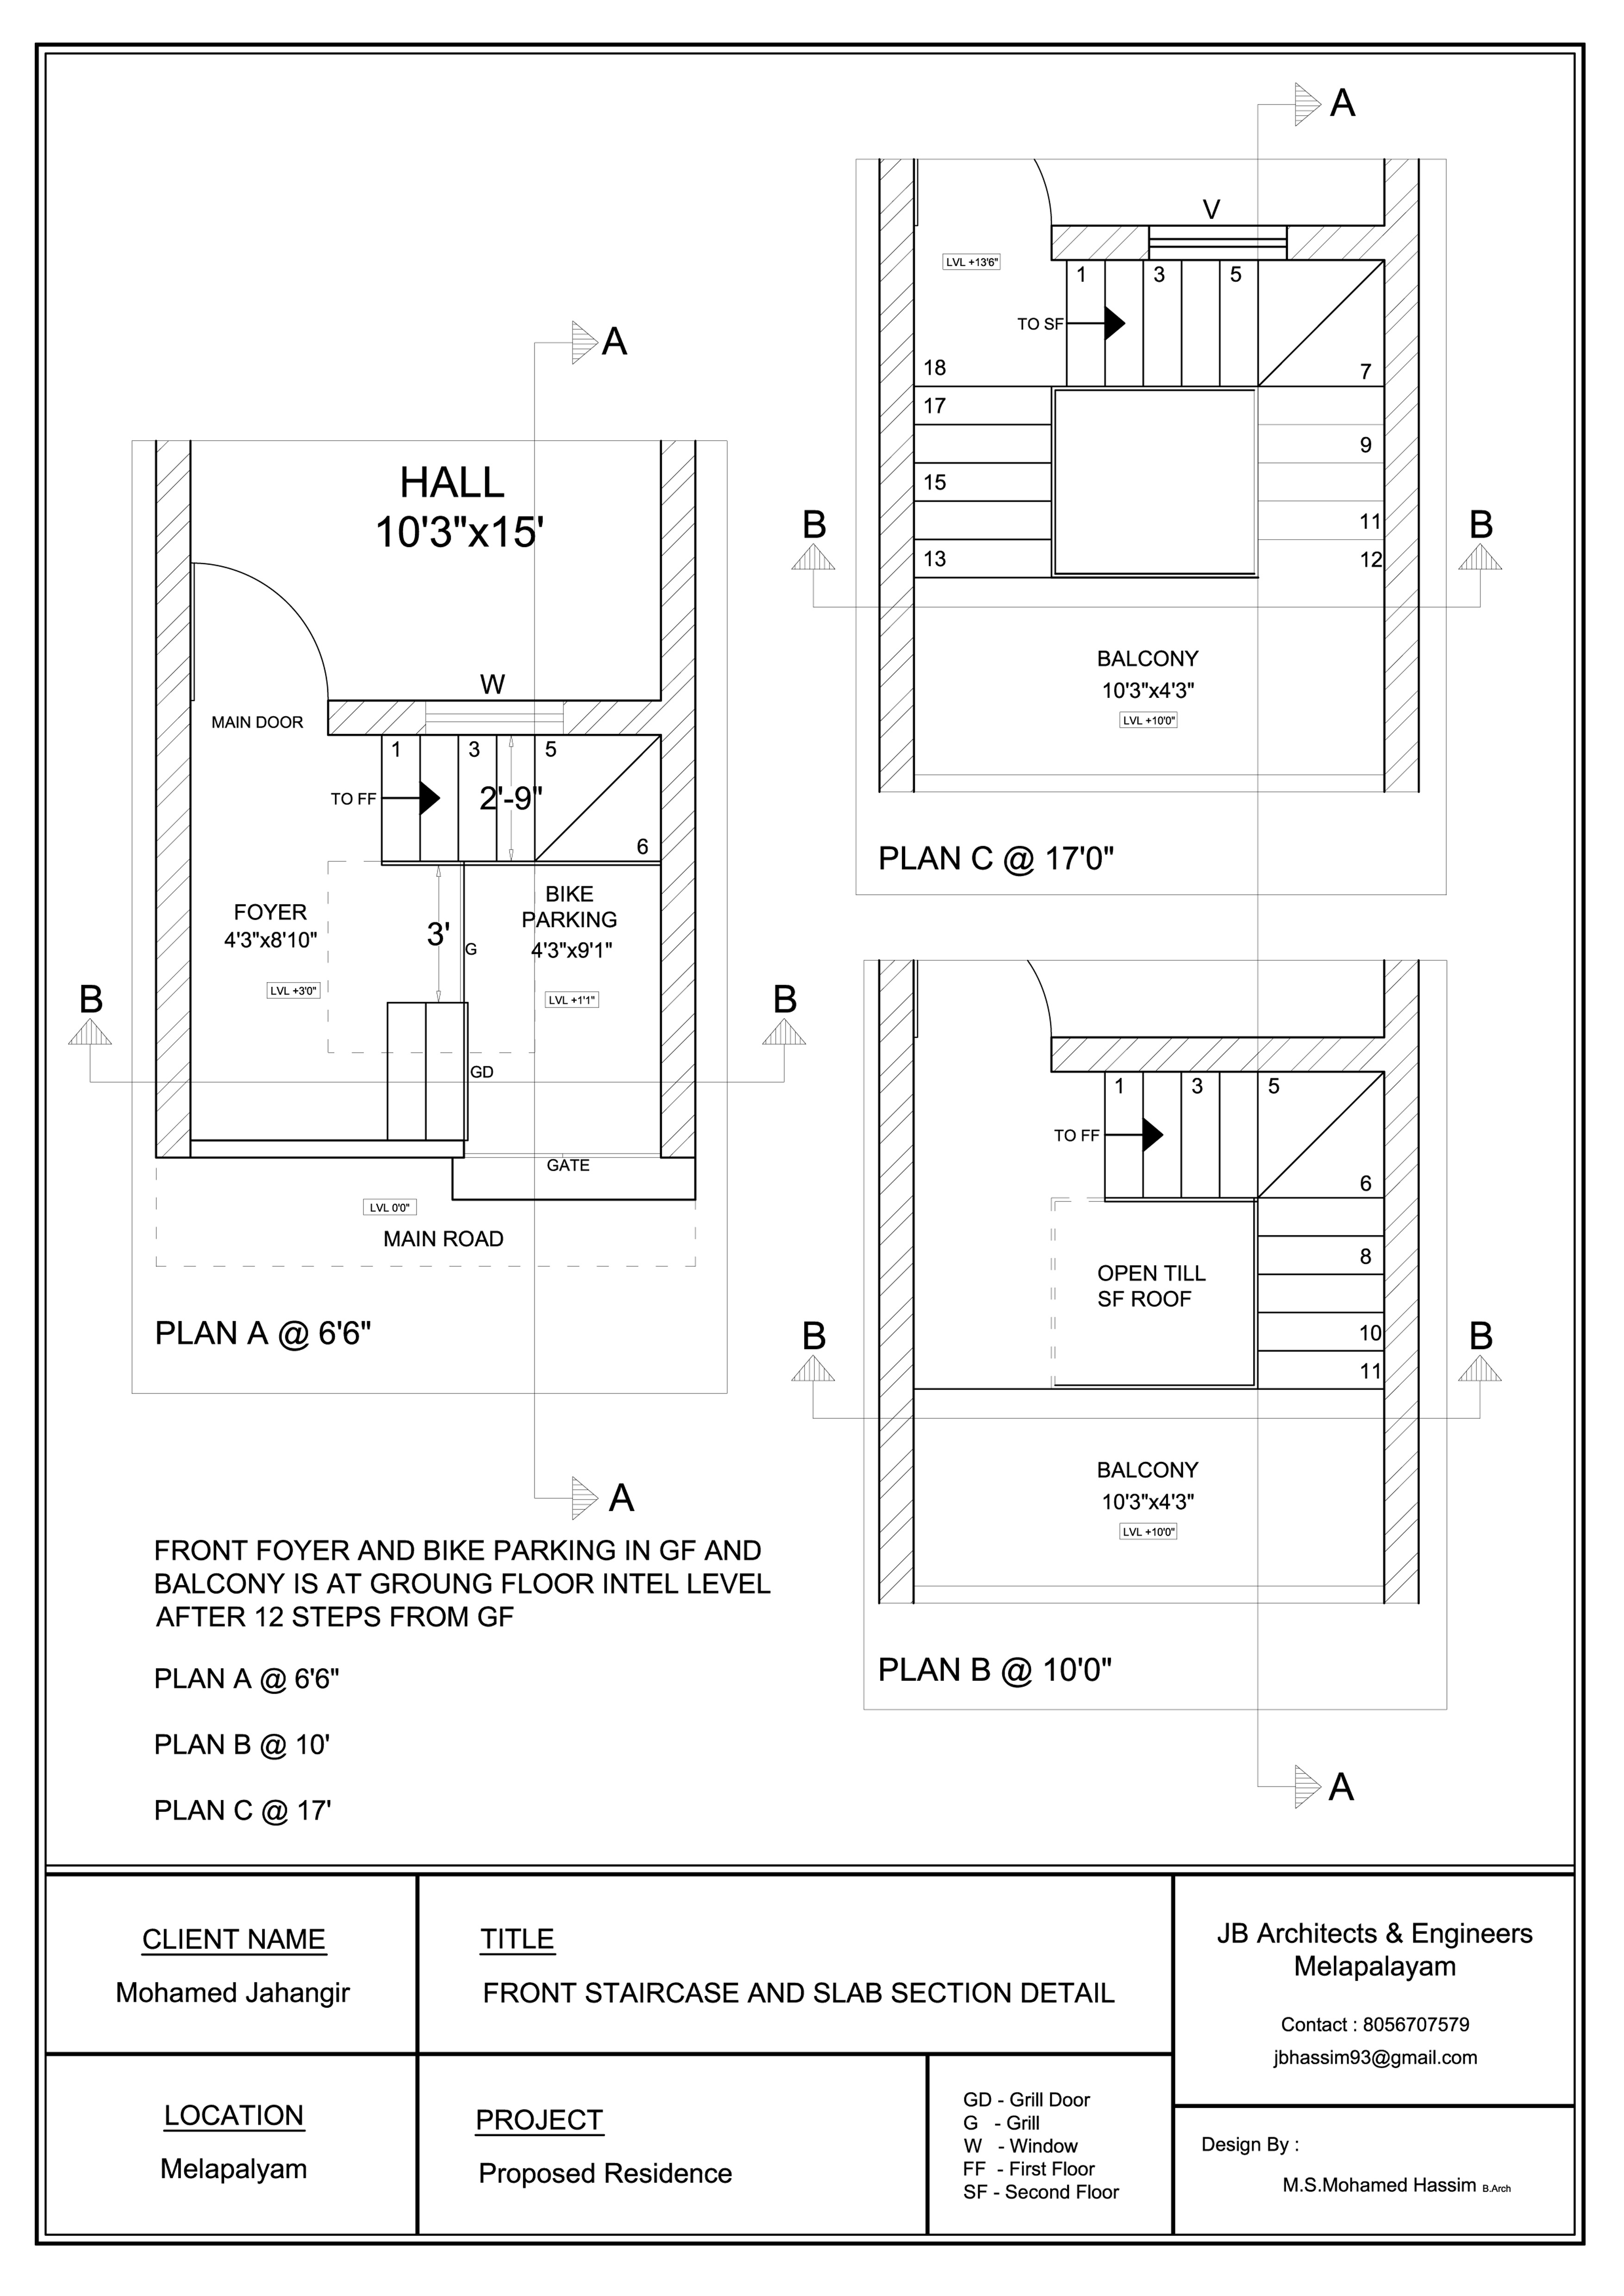 A
HALL
10'3"x15'
W
MAIN DOOR
1
3
5
TO FF
2'-9"
6
FOYER
4'3"x8'10"
3'
G
BIKE
PARKING
4'3"x9'1"
LVL +3'0"
LVL +1'1"
B
B
GD
GATE
LVL 0'0"
MAIN ROAD
PLAN A @ 6'6"
A
A
V
LVL +13'6"
1
3
5
TO SF
18
7
17
9
15
11
B
B
13
12
BALCONY
10'3"x4'3"
LVL +10'0"
PLAN C @ 17'0"
1
3
5
TO FF
6
OPEN TILL
SF ROOF
8
10
B
B
11
BALCONY
10'3"x4'3"
LVL +10'0"
PLAN B @ 10'0"
A
FRONT FOYER AND BIKE PARKING IN GF AND
BALCONY IS AT GROUNG FLOOR INTEL LEVEL
AFTER 12 STEPS FROM GF
PLAN A @ 6'6"
PLAN B @ 10'
PLAN C @ 17'
CLIENT NAME
Mohamed Jahangir
TITLE
FRONT STAIRCASE AND SLAB SECTION DETAIL
JB Architects & Engineers
Melapalayam
Contact : 8056707579
jbhassim93@gmail.com
LOCATION
Melapalyam
PROJECT
Proposed Residence
GD - Grill Door
G - Grill
W - Window
FF - First Floor
SF - Second Floor
Design By :
M.S.Mohamed Hassim B.Arch